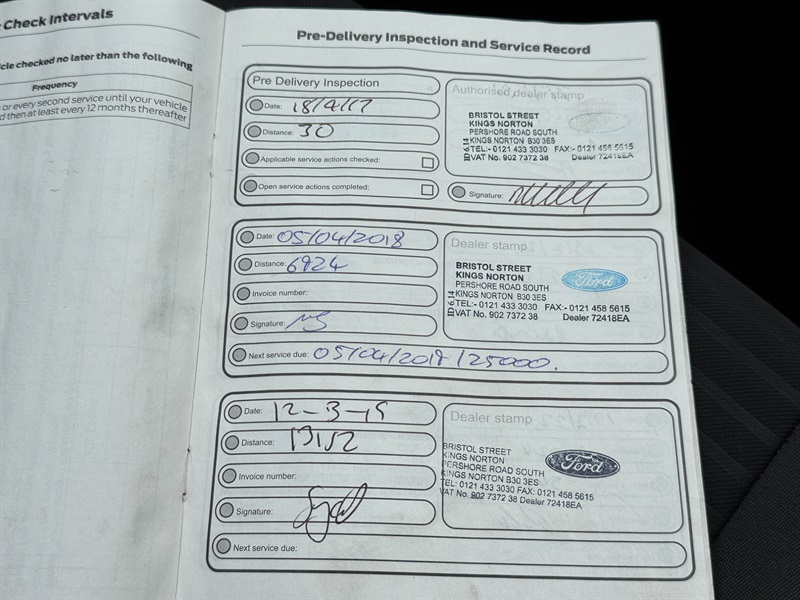 Check Intervals
cle checked no later than the following
Frequency
or every second service until your vehicle
d then at least every 12 months thereafter
Pre-Delivery Inspection and Service Record
Pre Delivery Inspection
Date: 18/4/17
Distance: 30
Applicable service actions checked:
Open service actions completed:
Authorised dealer stamp
BRISTOL STREET
KINGS NORTON
PERSHORE ROAD SOUTH
KINGS NORTON B30 3ES
TEL:- 0121 433 3030 FAX:- 0121 458 5615
VAT No. 902 7372 38 Dealer 72418EA
Signature:
Date: 05/04/2018
Distance: 6924
Invoice number:
Signature:
Next service due: 05/04/2019 / 25000.
Dealer stamp
BRISTOL STREET
KINGS NORTON
PERSHORE ROAD SOUTH
KINGS NORTON B30 3ES
TEL:- 0121 433 3030 FAX:- 0121 458 5615
VAT No. 902 7372 38 Dealer 72418EA
Ford
Date: 12-3-19
Distance: 13152
Invoice number:
Signature:
Next service due:
Dealer stamp
BRISTOL STREET
KINGS NORTON
PERSHORE ROAD SOUTH
KINGS NORTON B30 3ES
TEL: 0121 433 3030 FAX: 0121 458 5615
VAT No. 902 7372 38 Dealer 72418EA
Ford